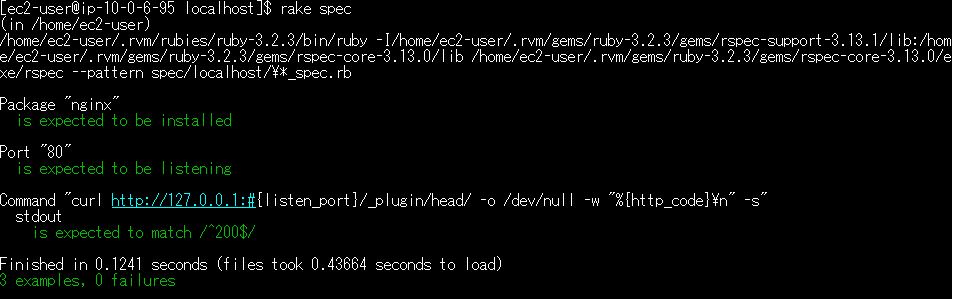 [ec2-user@ip-10-0-6-95 localhost]$ rake spec
(in /home/ec2-user)
/home/ec2-user/.rvm/rubies/ruby-3.2.3/bin/ruby -I/home/ec2-user/.rvm/gems/ruby-3.2.3/gems/rspec-support-3.13.1/lib:/hom
e/ec2-user/.rvm/gems/ruby-3.2.3/gems/rspec-core-3.13.0/lib /home/ec2-user/.rvm/gems/ruby-3.2.3/gems/rspec-core-3.13.0/e
xe/rspec --pattern spec/localhost/¥*_spec.rb
Package "nginx"
is expected to be installed
Port "80"
is expected to be listening
Command "curl http://127.0.0.1:#{listen_port}/_plugin/head/ -o /dev/null -w "%{http_code}¥n" -s"
stdout
is expected to match /^200$/
Finished in 0.1241 seconds (files took 0.43664 seconds to load)
3 examples, 0 failures